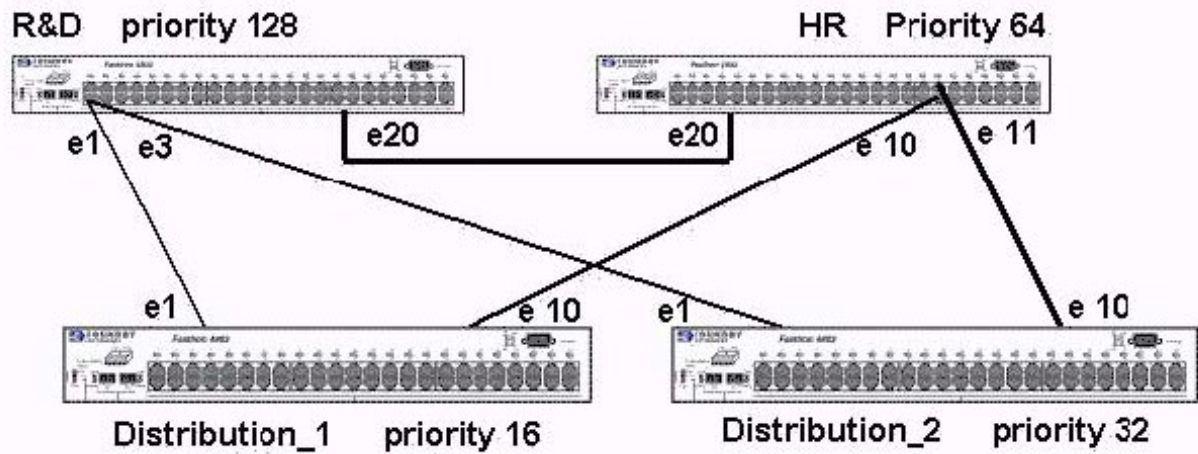 R&D priority 128
HR Priority 64
e1
e3
e20
e20
e 10
e 11
e1
e 10
e1
e 10
Distribution_1 priority 16
Distribution_2 priority 32